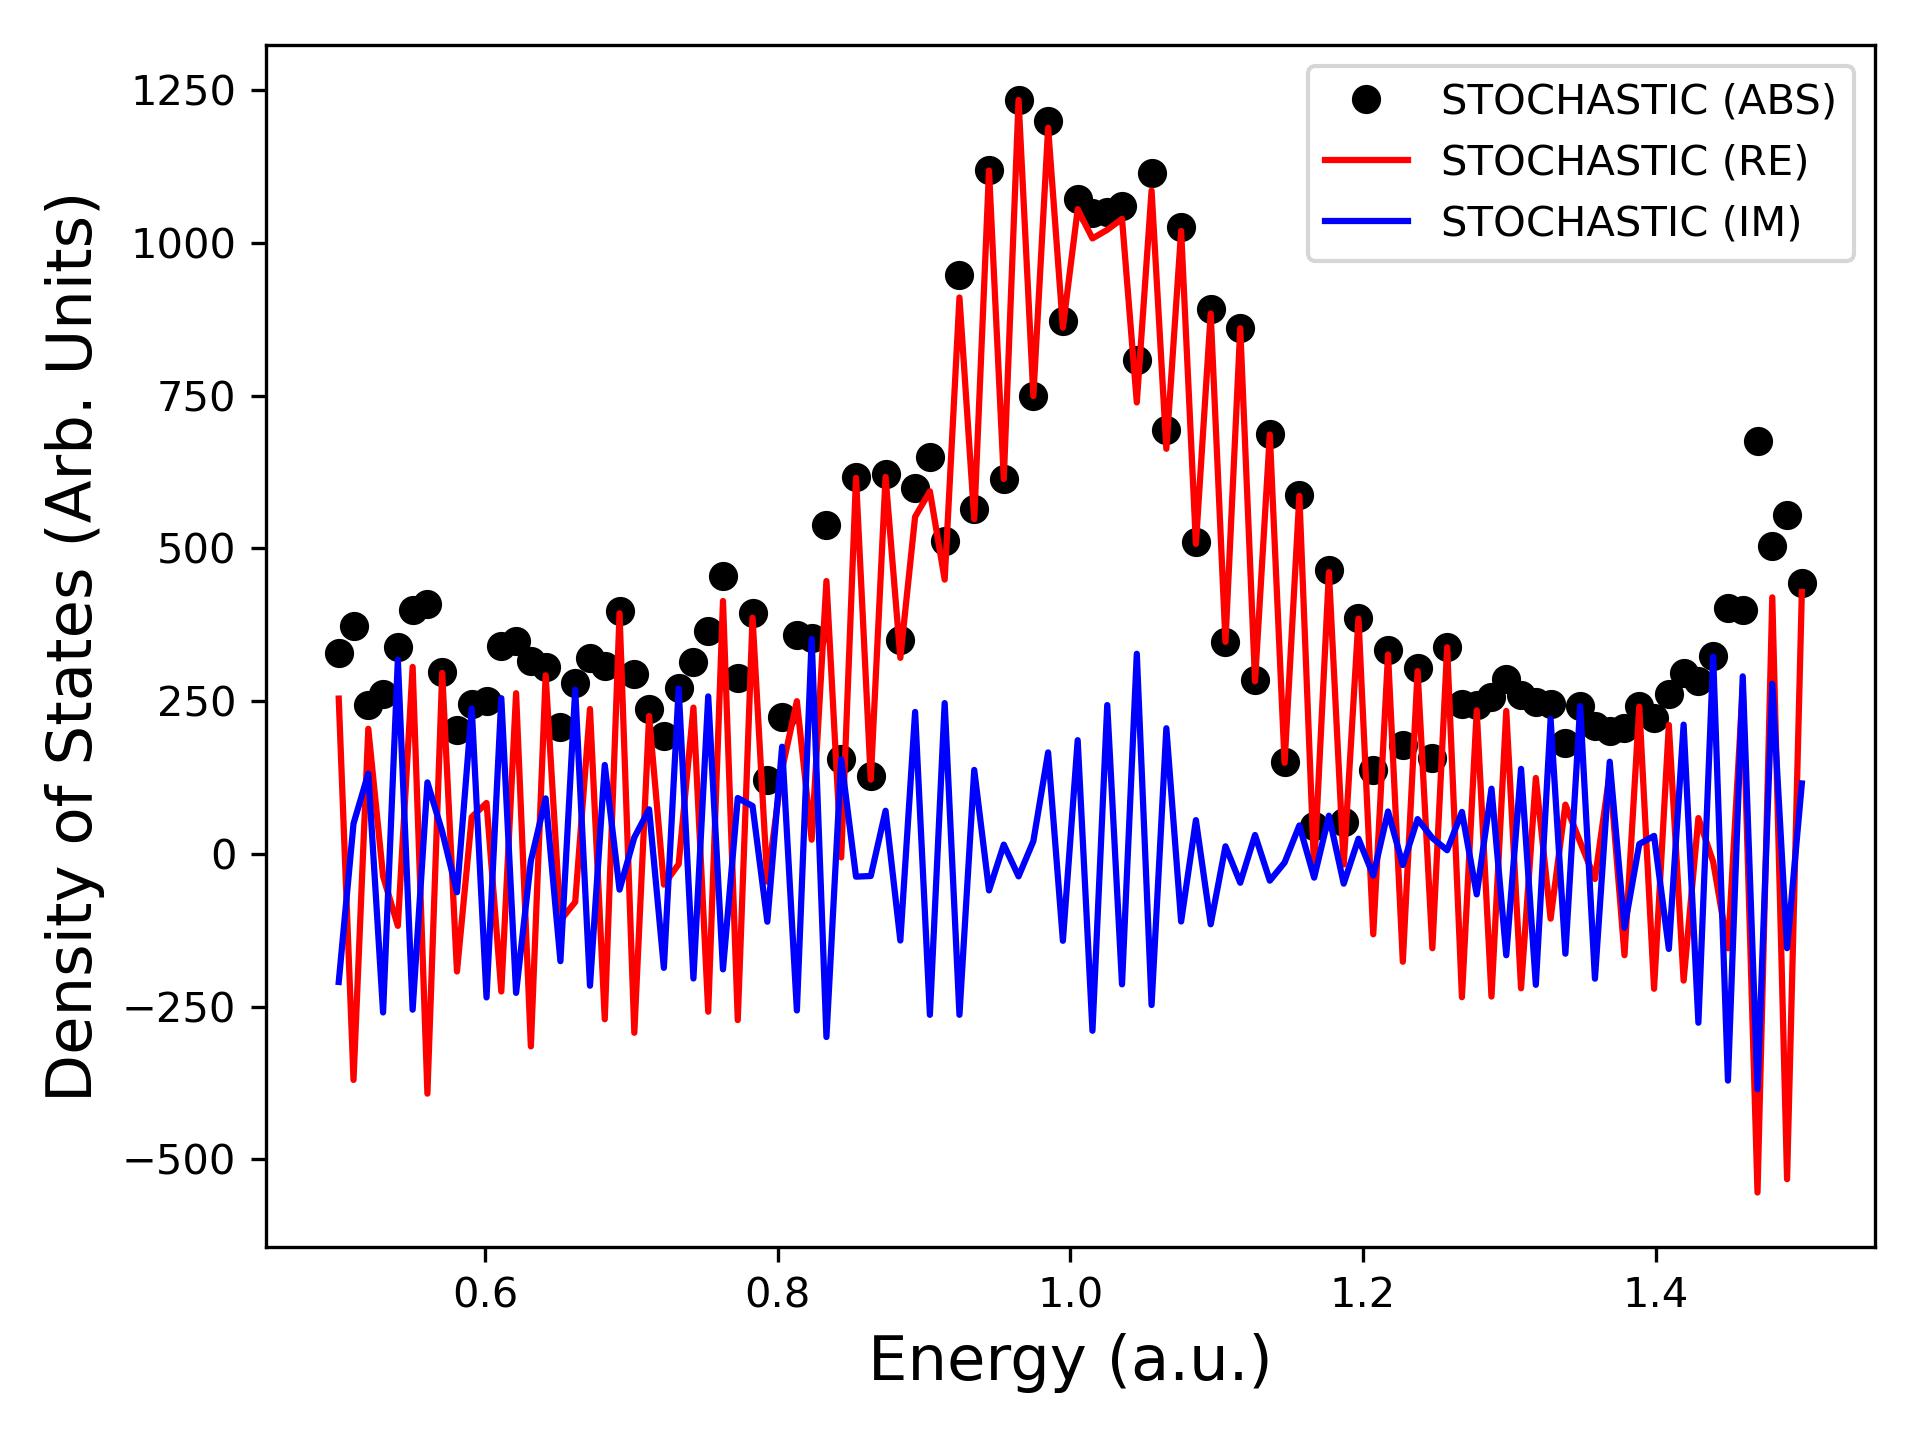 1250
1000
750
500
250
0
−250
−500
Density of States (Arb. Units)
STOCHASTIC (ABS)
STOCHASTIC (RE)
STOCHASTIC (IM)
0.6 0.8 1.0 1.2 1.4
Energy (a.u.)